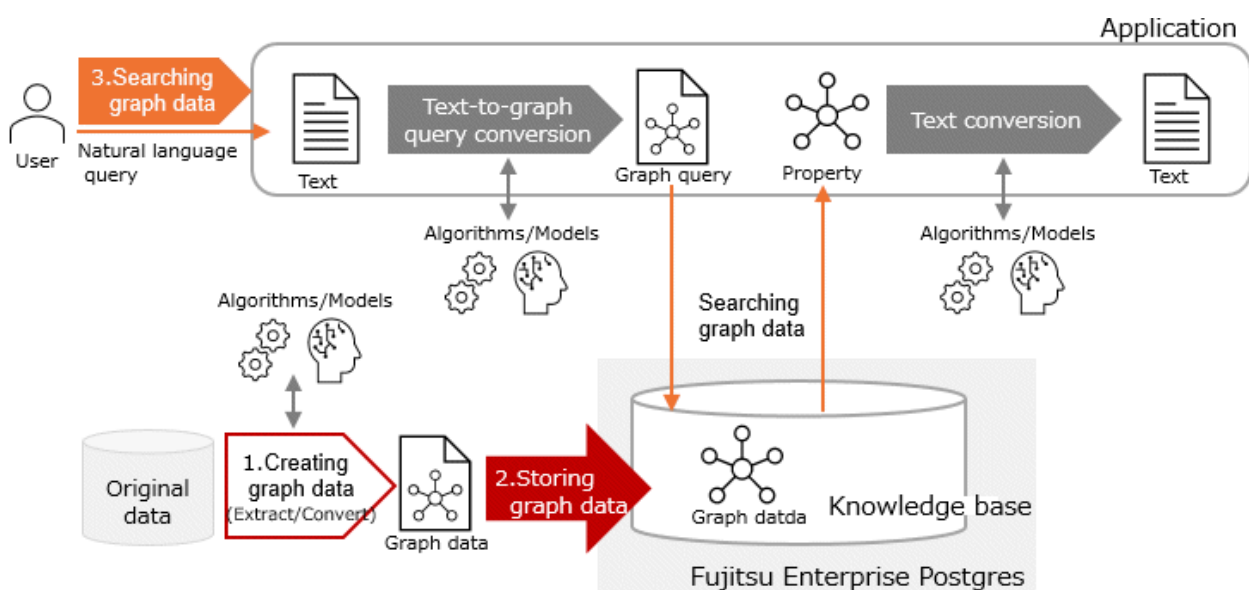 Application
3.Searching
graph data
User
Natural language
query
Text
Text-to-graph
query conversion
Graph query
Property
Text conversion
Text
Algorithms/Models
Algorithms/Models
Algorithms/Models
Searching
graph data
Original
data
1.Creating
graph data
(Extract/Convert)
Graph data
2.Storing
graph data
Graph datda
Knowledge base
Fujitsu Enterprise Postgres